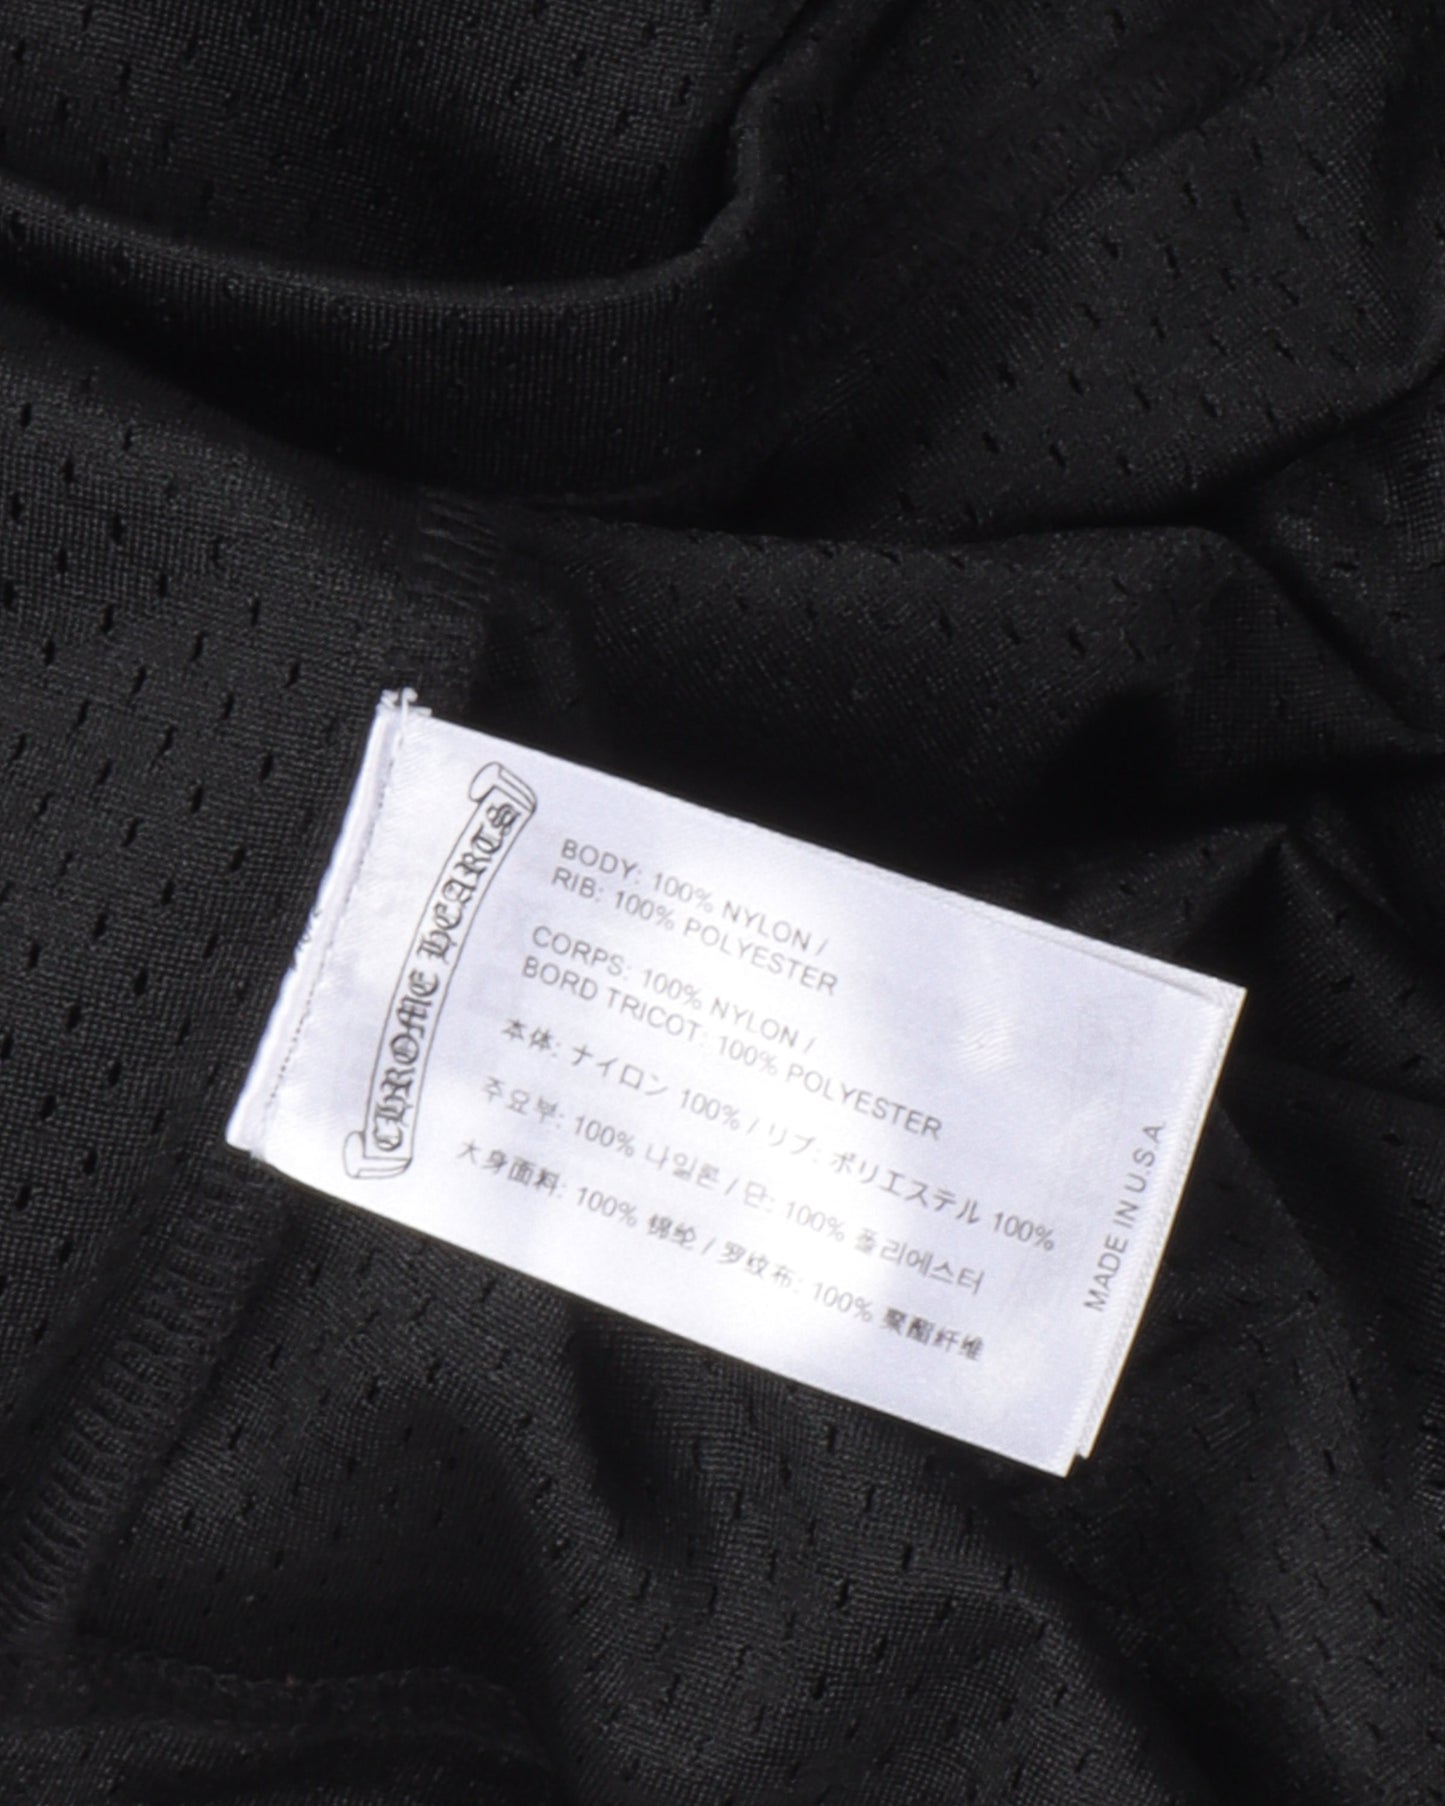 CHROME HEARTS
BODY: 100% NYLON /
RIB: 100% POLYESTER
CORPS: 100% NYLON /
BORD TRICOT: 100% POLYESTER
本体: ナイロン 100% / リブ: ポリエステル 100%
주요부: 100% 나일론 / 단: 100% 폴리에스터
大身面料: 100% 锦纶 / 罗纹布: 100% 聚酯纤维
MADE IN U.S.A.